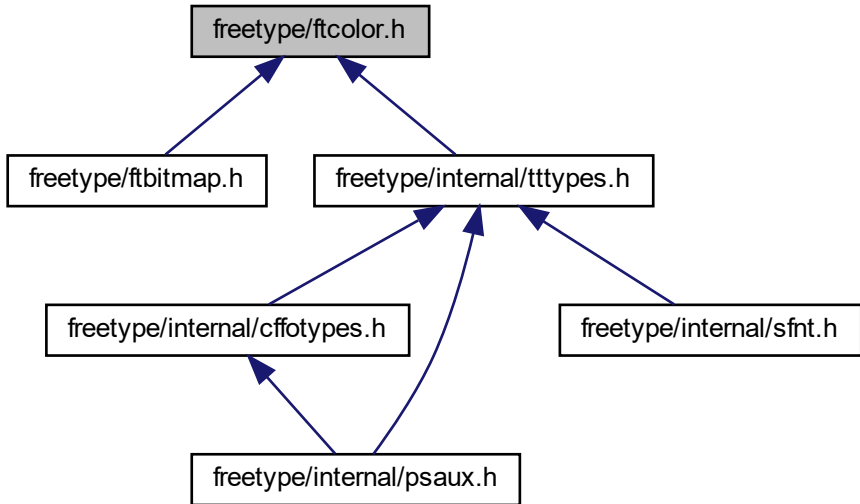 freetype/ftcolor.h
freetype/ftbitmap.h
freetype/internal/tttypes.h
freetype/internal/cffotypes.h
freetype/internal/sfnt.h
freetype/internal/psaux.h